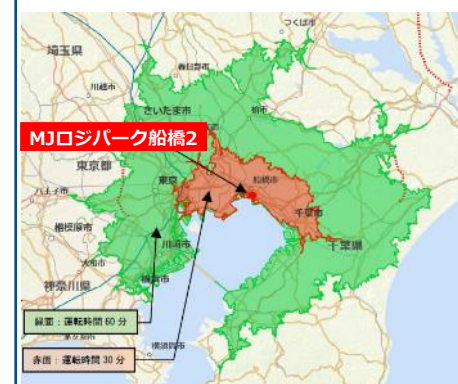 つくば市
埼玉県
春日部市
川越市
さいたま市
柏市
MJロジパーク船橋2
東京都
東京
船橋市
八王子市
千葉市
相模原市
千葉県
川崎市
大和市
横浜市
神奈川県
緑面：運転時間 60 分
茅ヶ崎市
赤面：運転時間 30 分
横須賀市